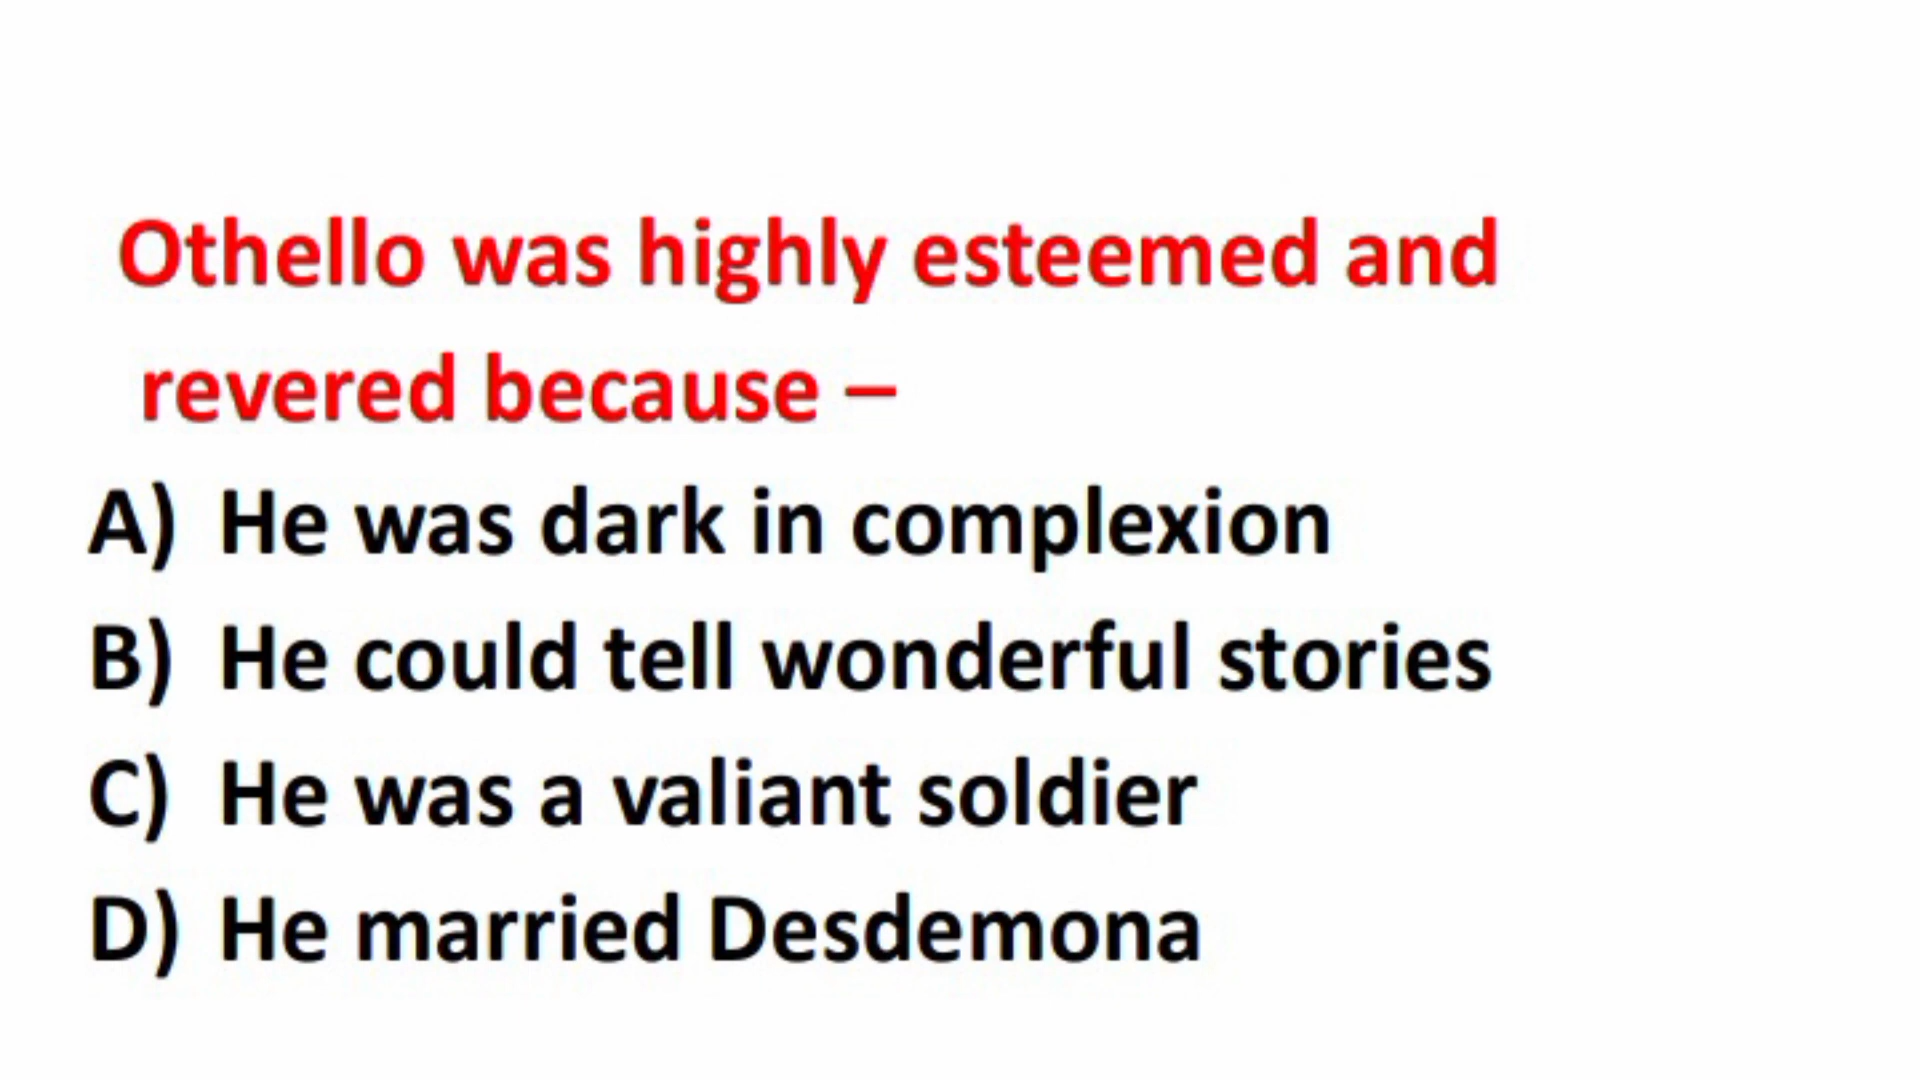 Othello was highly esteemed and
revered because –
A) He was dark in complexion
B) He could tell wonderful stories
C) He was a valiant soldier
D) He married Desdemona